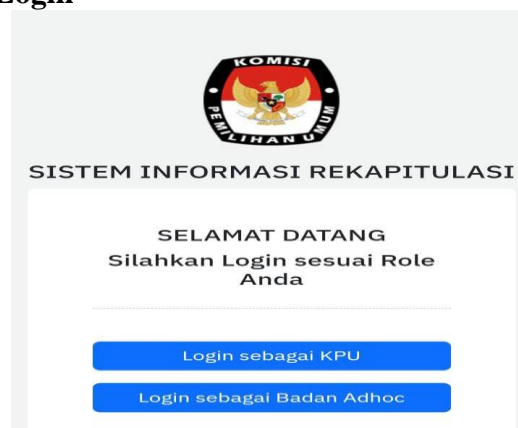 KOMISI
PEMILIHAN UMUM
SISTEM INFORMASI REKAPITULASI
SELAMAT DATANG
Silahkan Login sesuai Role
Anda
Login sebagai KPU
Login sebagai Badan Adhoc